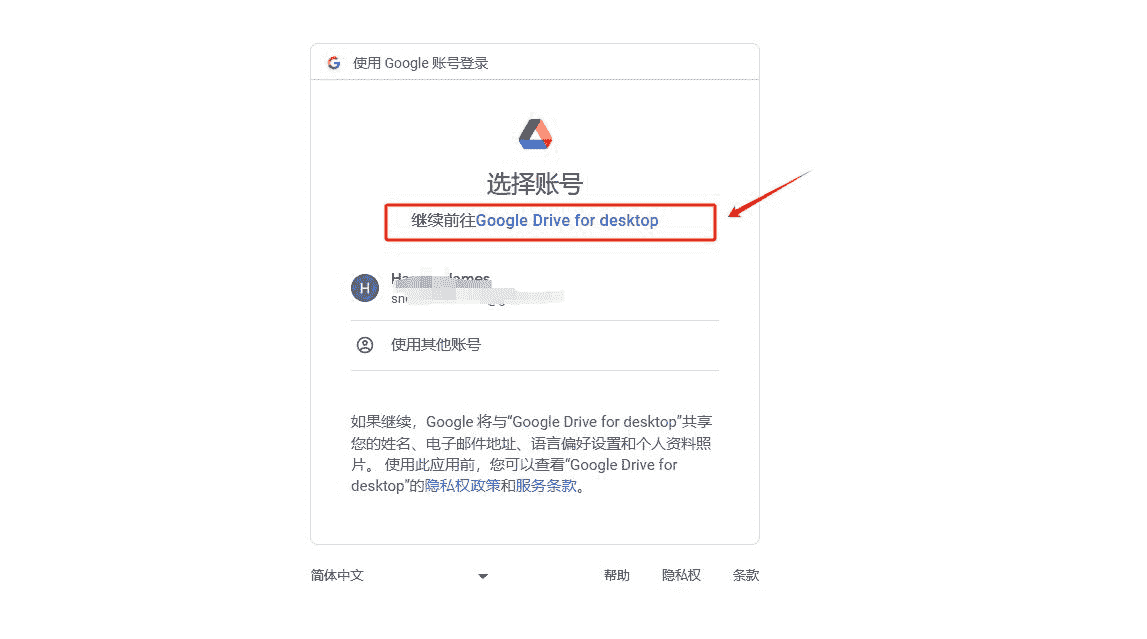 使用 Google 账号登录
选择账号
继续前往Google Drive for desktop
H
使用其他账号
如果继续，Google 将与“Google Drive for desktop”共享
您的姓名、电子邮件地址、语言偏好设置和个人资料照
片。 使用此应用前，您可以查看“Google Drive for
desktop”的隐私权政策和服务条款。
简体中文
帮助
隐私权
条款